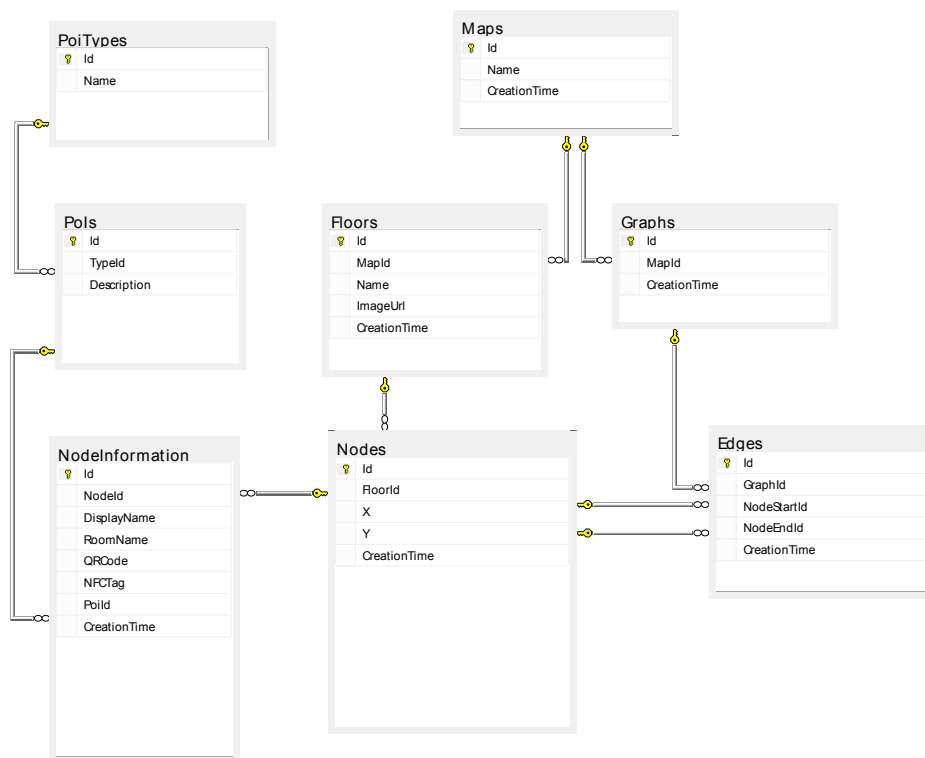 PoiTypes
Id
Name
Maps
Id
Name
CreationTime
PoIs
Id
TypeId
Description
Floors
Id
MapId
Name
ImageUrl
CreationTime
Graphs
Id
MapId
CreationTime
NodeInformation
Id
NodeId
DisplayName
RoomName
QRCode
NFCTag
PoiId
CreationTime
Nodes
Id
FloorId
X
Y
CreationTime
Edges
Id
GraphId
NodeStartId
NodeEndId
CreationTime